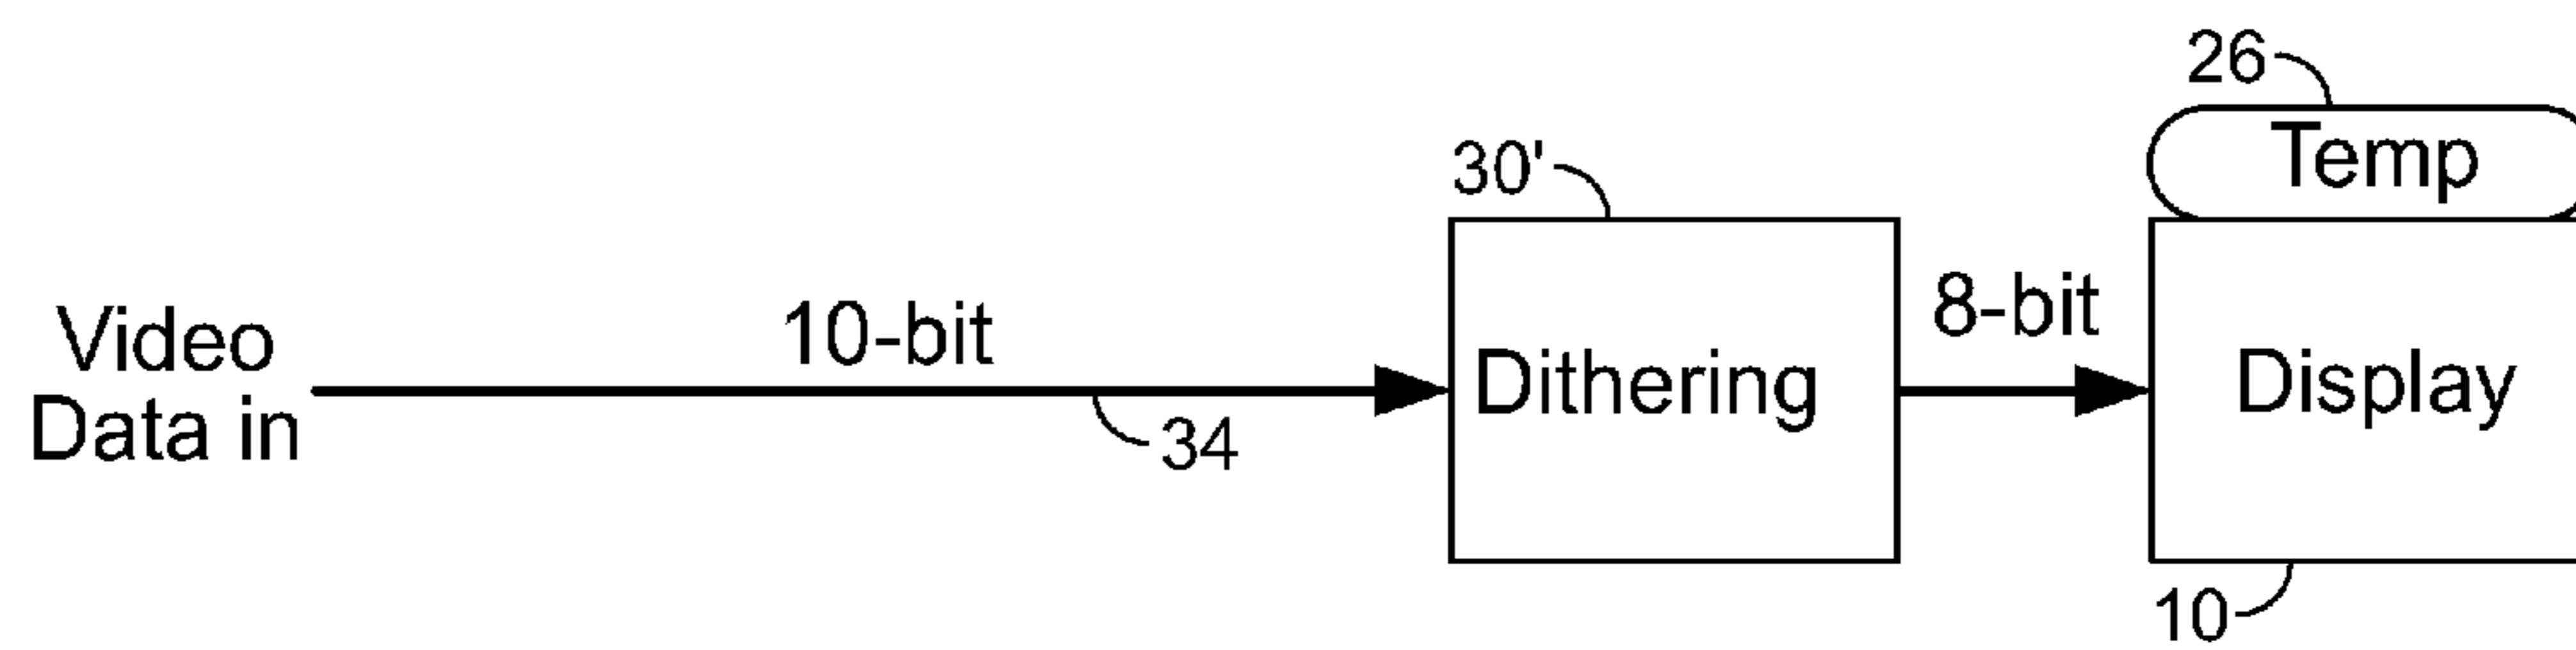 26
Temp
30'
10-bit
8-bit
Video
Data in
Dithering
Display
34
10